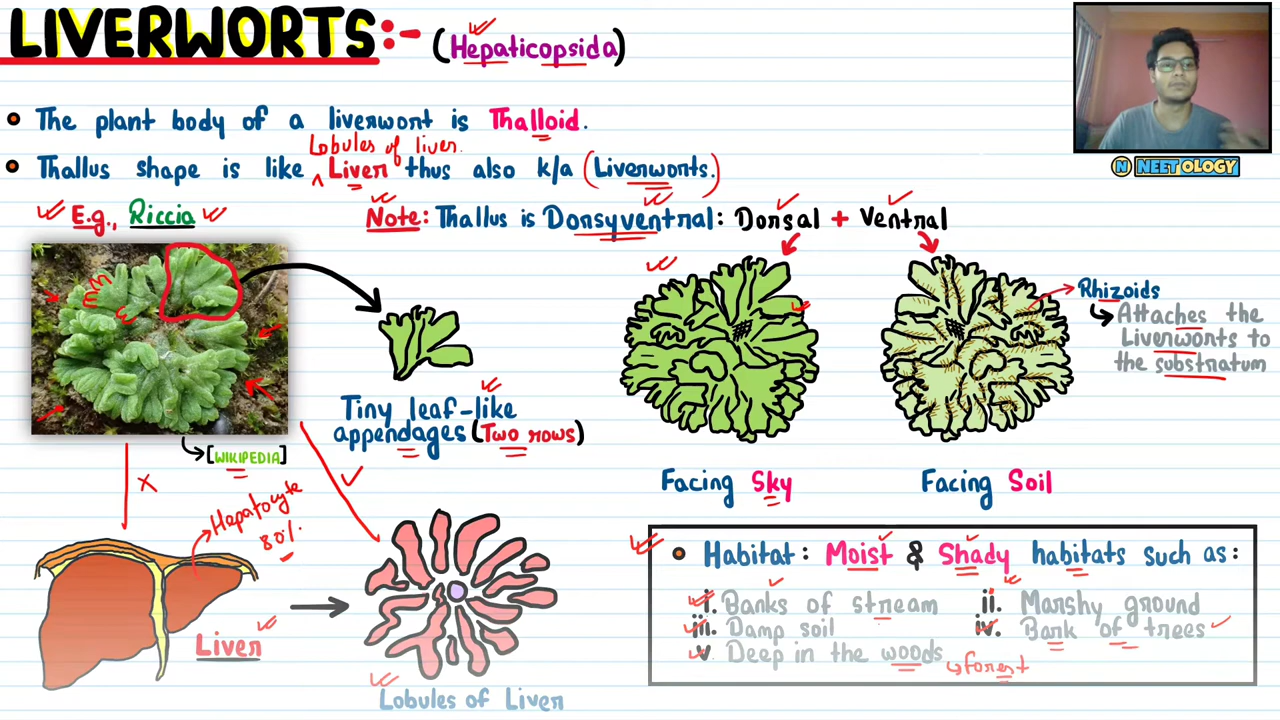 LIVERWORTS:- (Hepaticopsida)
The plant body of a liverwort is Thalloid.
Lobules of liver.
Thallus shape is like ^ Liver thus also k/a (Liverworts.)
N NEETOLOGY
E.g., Riccia
Note: Thallus is Dorsyventral: Dorsal + Ventral
Rhizoids
Attaches the
Liverworts to
the substratum
Tiny leaf-like
appendages (Two rows)
[WIKIPEDIA]
Facing Sky
Facing Soil
Hepatocyte
80%.
Liver
Lobules of Liver
Habitat: Moist & Shady habitats such as:
i. Banks of stream
ii. Marshy ground
iii. Damp soil
iv. Bark of trees
v. Deep in the woods
forest